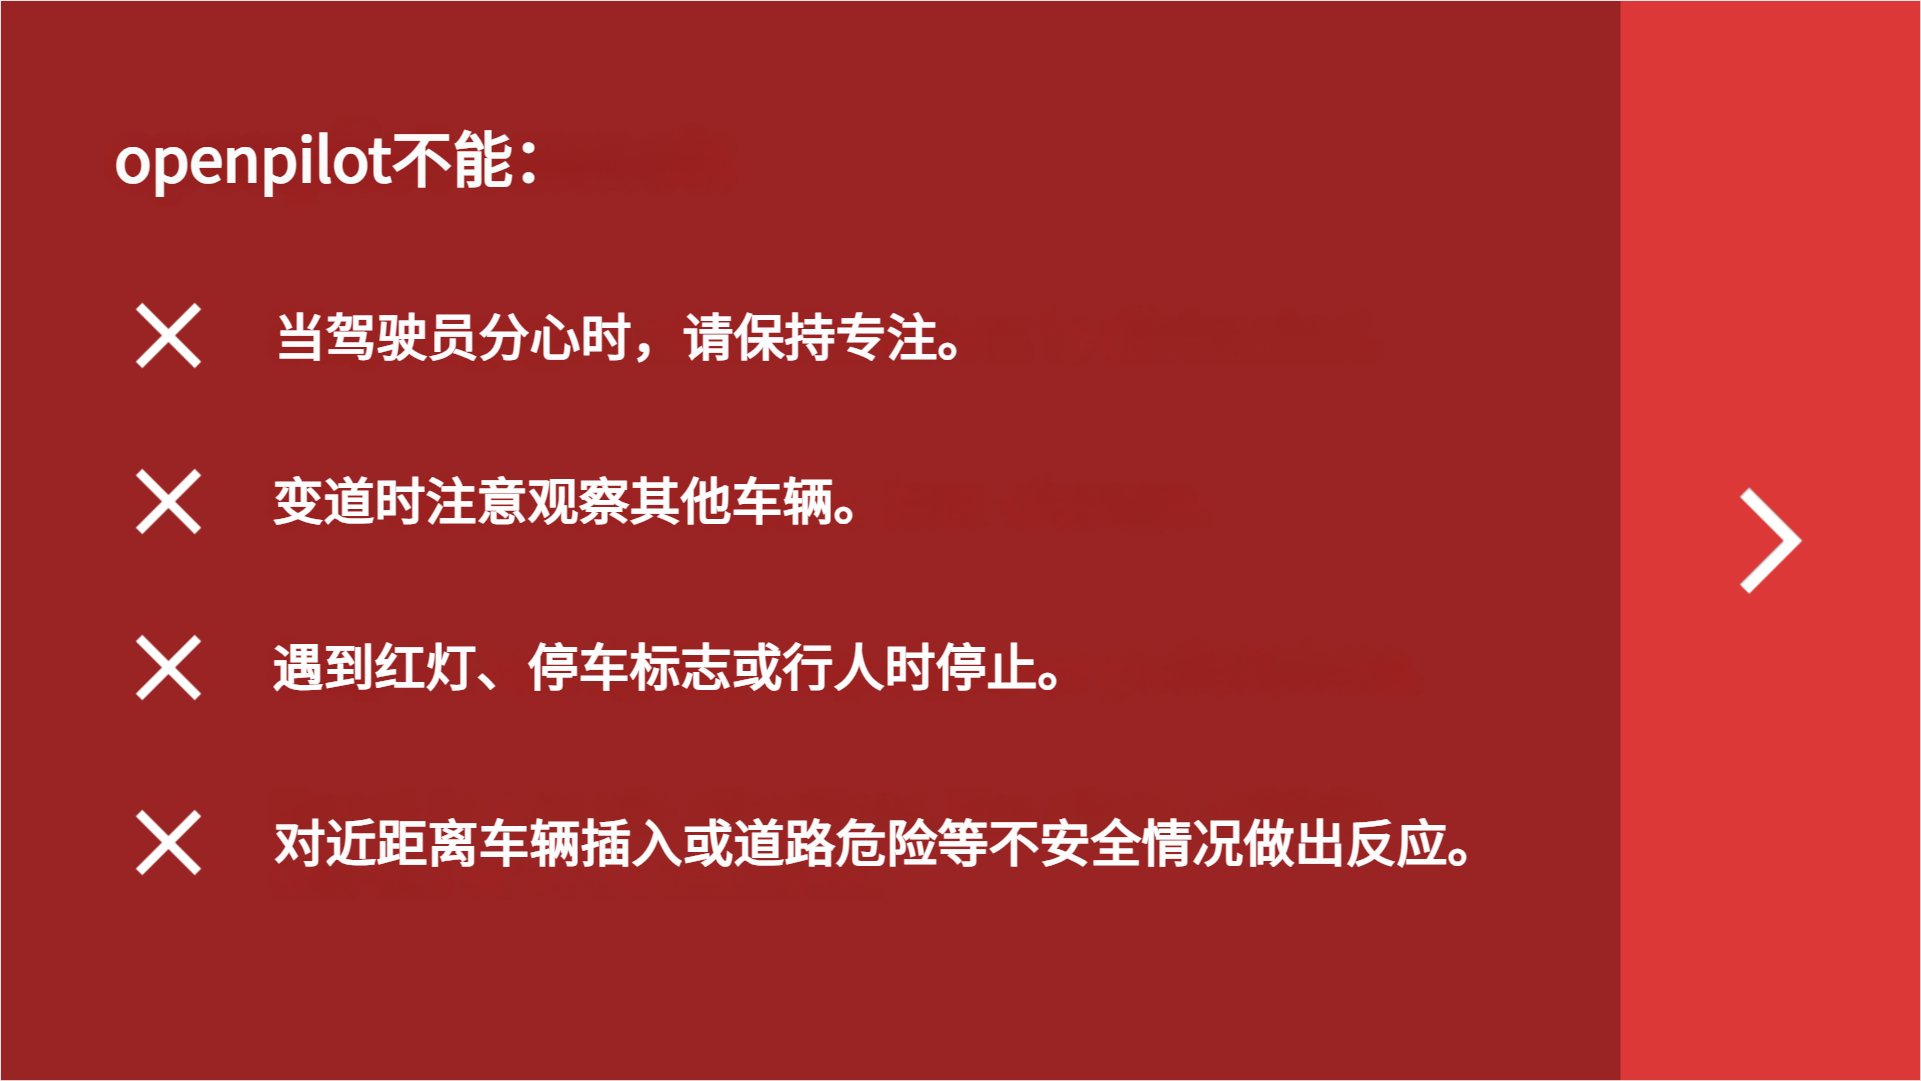 openpilot不能：
当驾驶员分心时，请保持专注。
变道时注意观察其他车辆。
遇到红灯、停车标志或行人时停止。
对近距离车辆插入或道路危险等不安全情况做出反应。